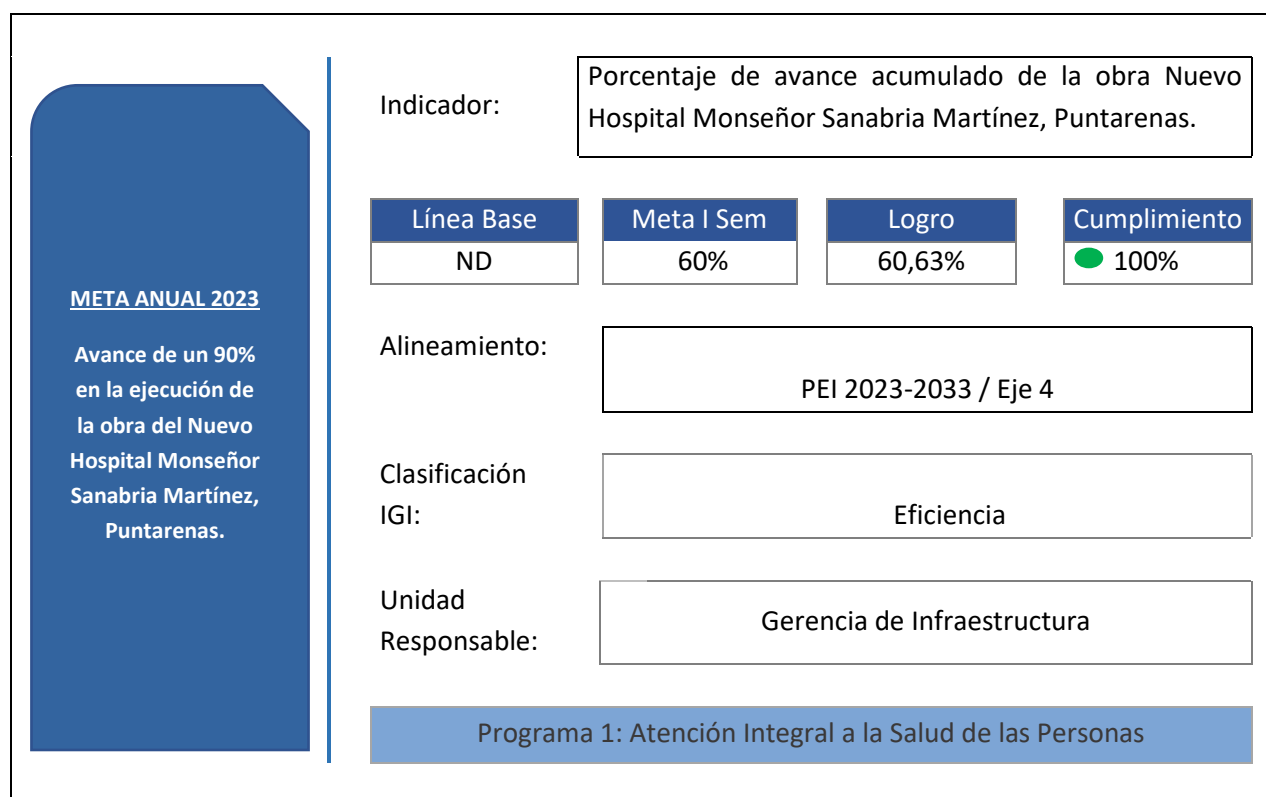 META ANUAL 2023
Avance de un 90%
en la ejecución de
la obra del Nuevo
Hospital Monseñor
Sanabria Martínez,
Puntarenas.
Indicador:
Porcentaje de avance acumulado de la obra Nuevo
Hospital Monseñor Sanabria Martínez, Puntarenas.
Línea Base
Meta I Sem
Logro
Cumplimiento
ND
60%
60,63%
100%
Alineamiento:
PEI 2023-2033 / Eje 4
Clasificación
IGI:
Eficiencia
Unidad
Responsable:
Gerencia de Infraestructura
Programa 1: Atención Integral a la Salud de las Personas